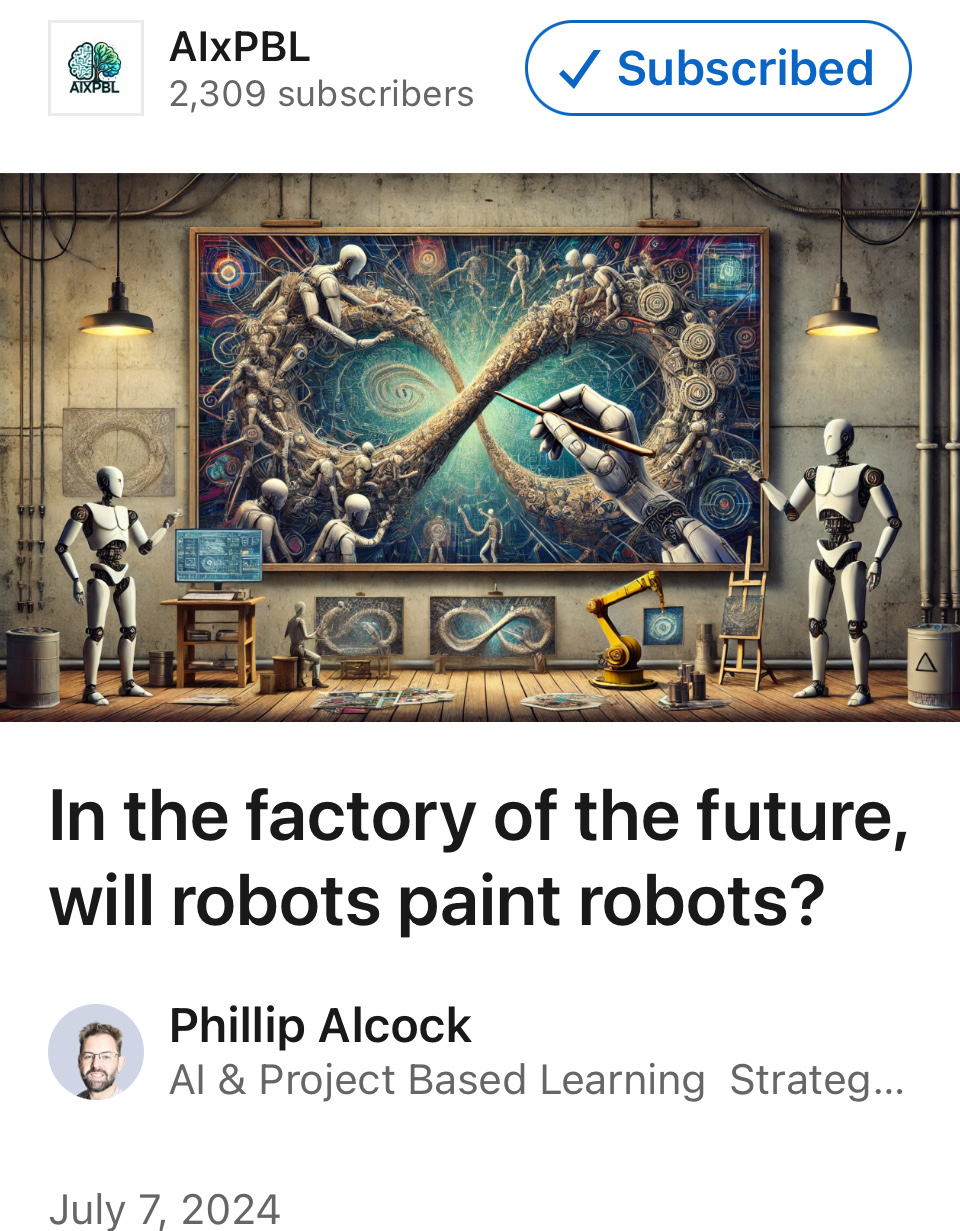 AIXPBL
AIxPBL
2,309 subscribers
✓ Subscribed
In the factory of the future,
will robots paint robots?
Phillip Alcock
AI & Project Based Learning Strateg...
July 7, 2024